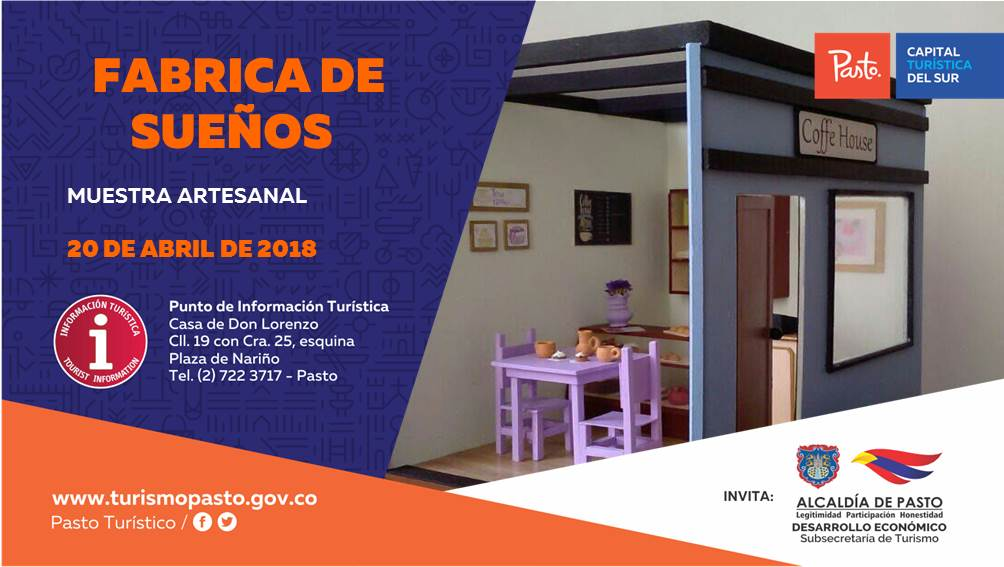 FABRICA DE
SUEÑOS
MUESTRA ARTESANAL
20 DE ABRIL DE 2018
INFORMACIÓN TURÍSTICA
i
TOURIST INFORMATION
Punto de Información Turística
Casa de Don Lorenzo
Cll. 19 con Cra. 25, esquina
Plaza de Nariño
Tel. (2) 722 3717 - Pasto
Pasto.
CAPITAL
TURÍSTICA
DEL SUR
Coffe House
www.turismopasto.gov.co
Pasto Turístico /
INVITA:
ALCALDÍA DE PASTO
Legitimidad Participación Honestidad
DESARROLLO ECONÓMICO
Subsecretaría de Turismo